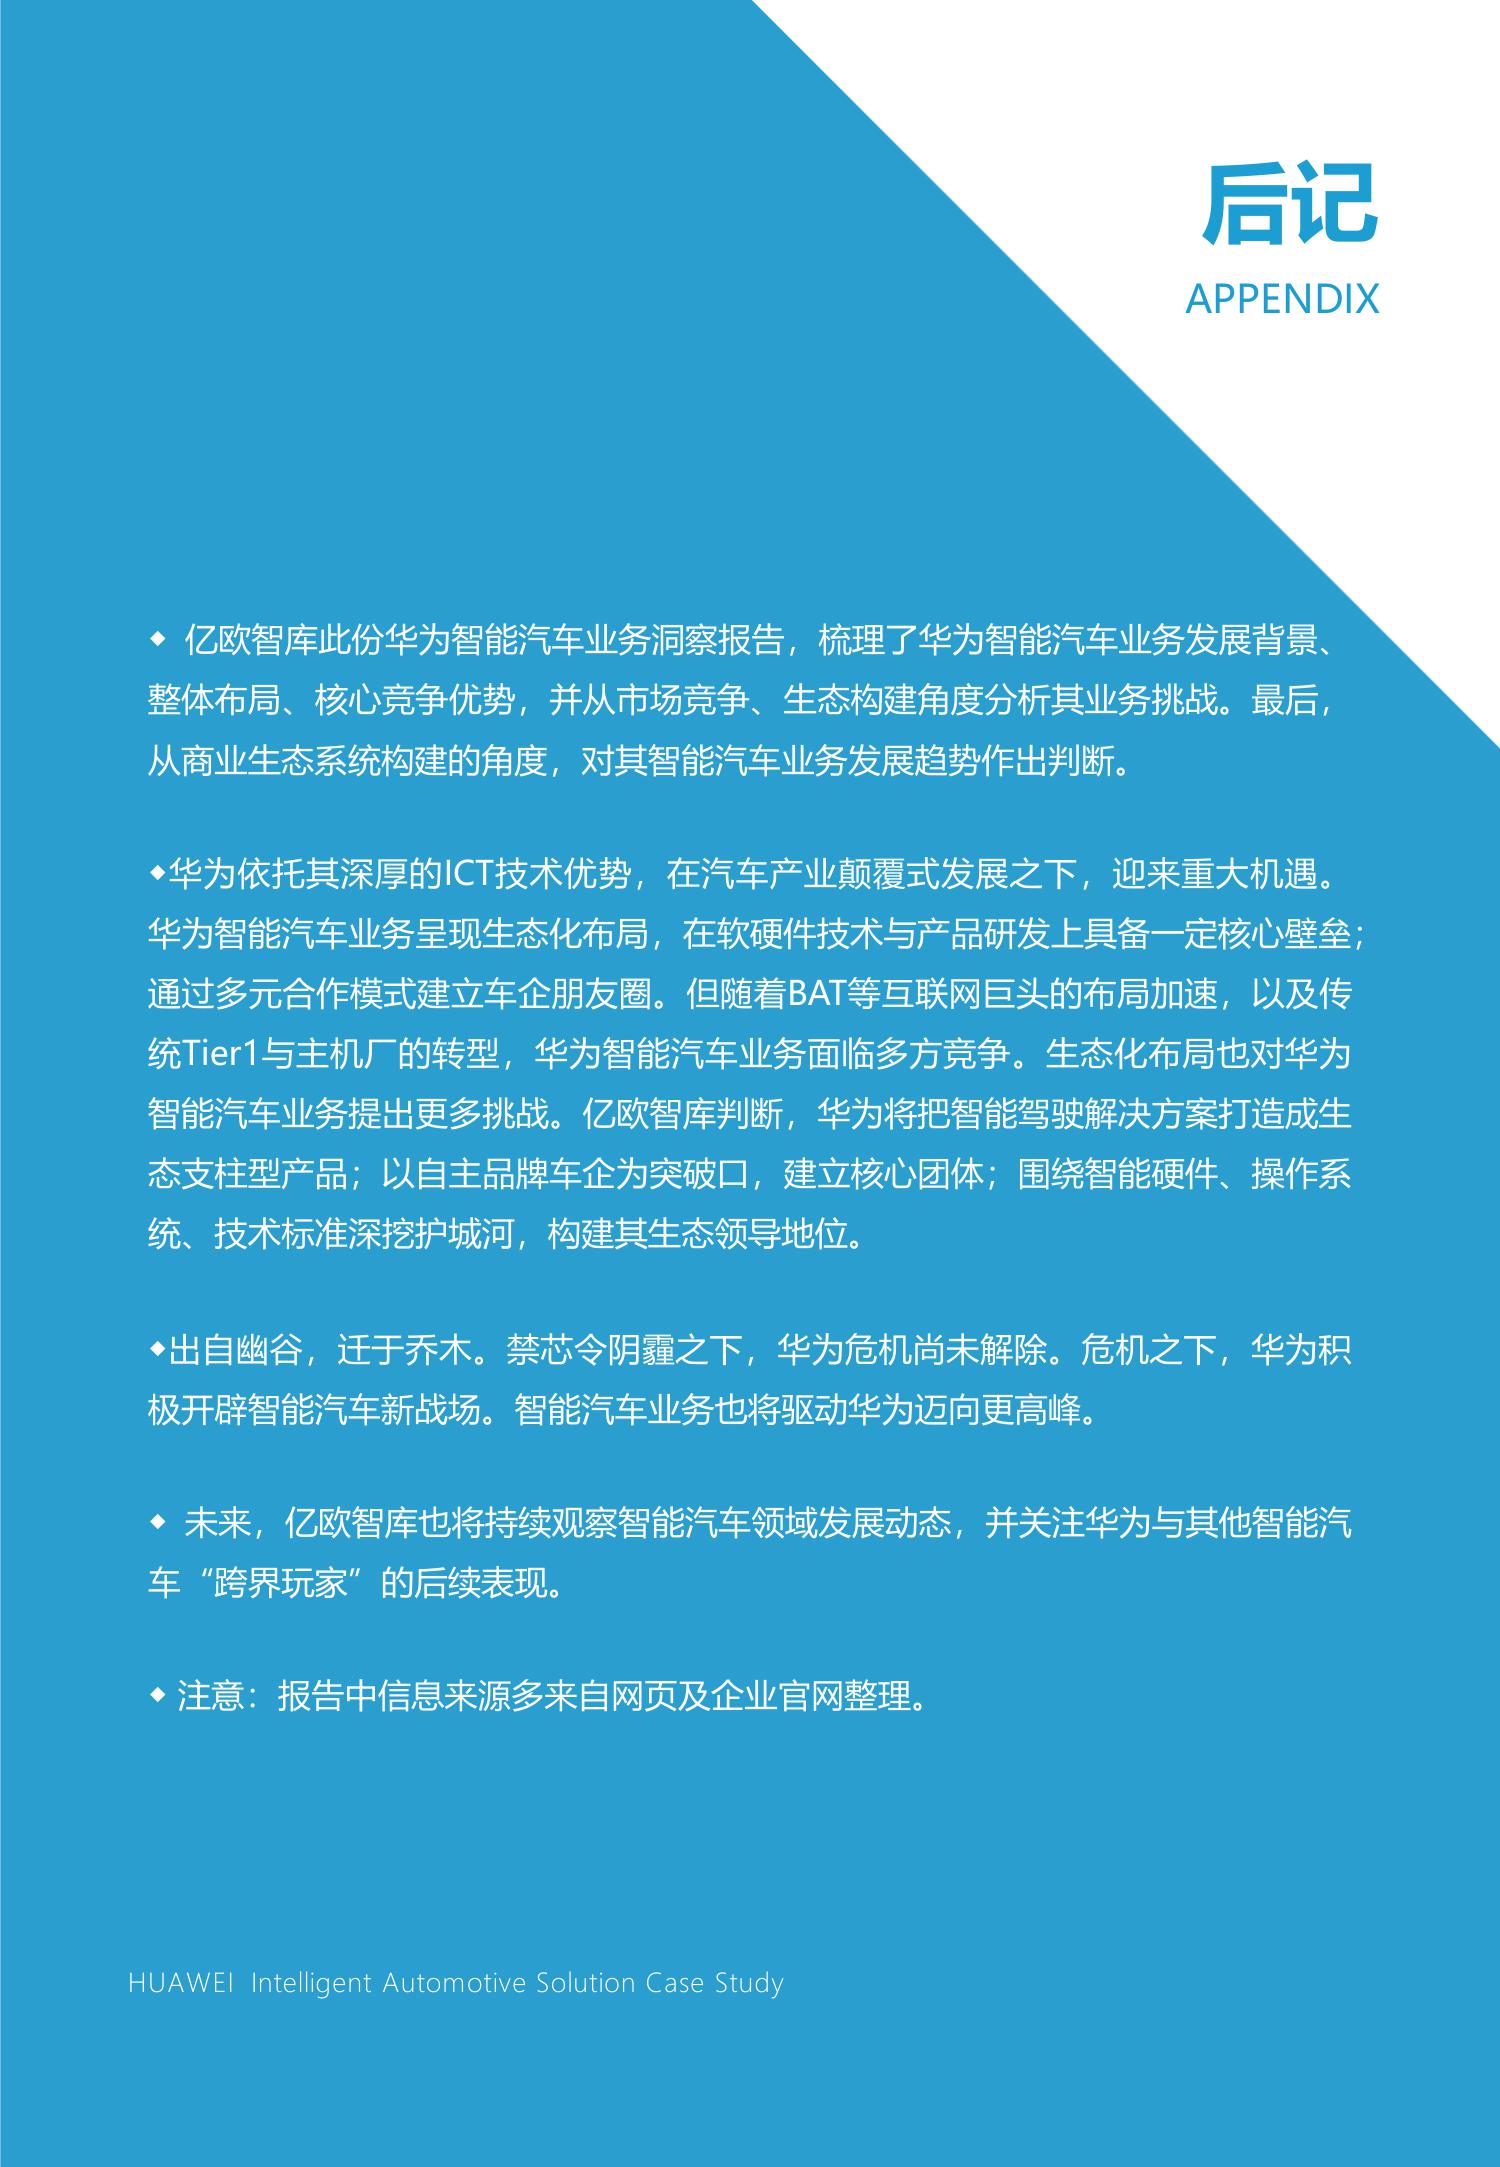 后记
APPENDIX
◆ 亿欧智库此份华为智能汽车业务洞察报告，梳理了华为智能汽车业务发展背景、
整体布局、核心竞争优势，并从市场竞争、生态构建角度分析其业务挑战。最后，
从商业生态系统构建的角度，对其智能汽车业务发展趋势作出判断。
◆华为依托其深厚的ICT技术优势，在汽车产业颠覆式发展之下，迎来重大机遇。
华为智能汽车业务呈现生态化布局，在软硬件技术与产品研发上具备一定核心壁垒；
通过多元合作模式建立车企朋友圈。但随着BAT等互联网巨头的布局加速，以及传
统Tier1与主机厂的转型，华为智能汽车业务面临多方竞争。生态化布局也对华为
智能汽车业务提出更多挑战。亿欧智库判断，华为将把智能驾驶解决方案打造成生
态支柱型产品；以自主品牌车企为突破口，建立核心团体；围绕智能硬件、操作系
统、技术标准深挖护城河，构建其生态领导地位。
◆出自幽谷，迁于乔木。禁芯令阴霾之下，华为危机尚未解除。危机之下，华为积
极开辟智能汽车新战场。智能汽车业务也将驱动华为迈向更高峰。
◆ 未来，亿欧智库也将持续观察智能汽车领域发展动态，并关注华为与其他智能汽
车“跨界玩家”的后续表现。
◆ 注意：报告中信息来源多来自网页及企业官网整理。
HUAWEI Intelligent Automotive Solution Case Study